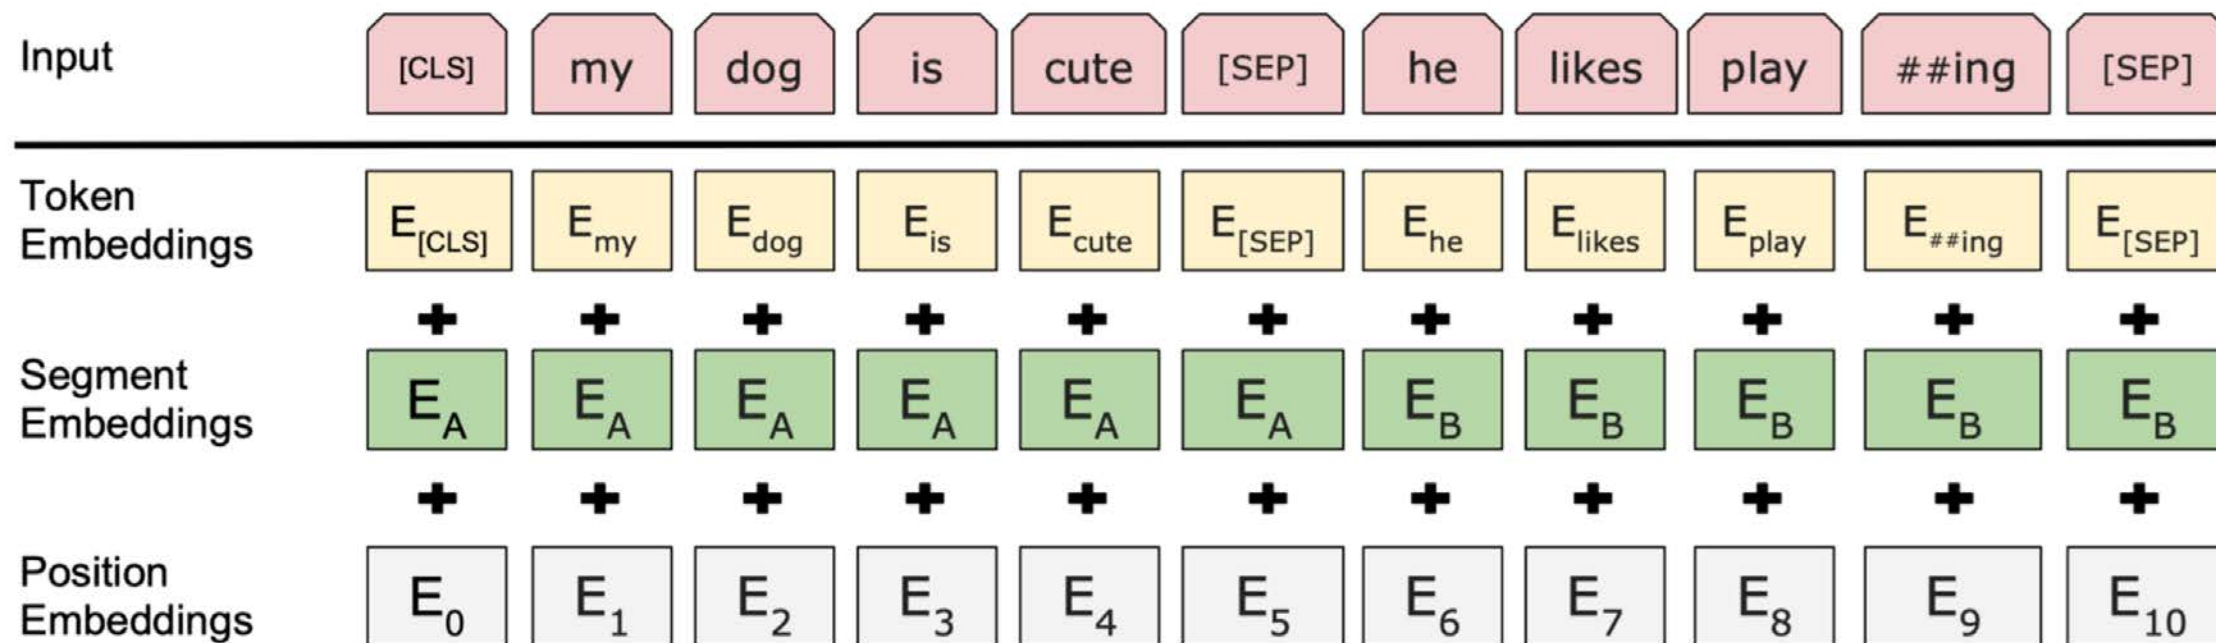 Input [CLS] my dog is cute [SEP] he likes play ##ing [SEP]
Token Embeddings E[CLS] Emy Edog Eis Ecute E[SEP] Ehe Elikes Eplay E##ing E[SEP]
+ + + + + + + + + + +
Segment Embeddings EA EA EA EA EA EA EB EB EB EB EB
+ + + + + + + + + + +
Position Embeddings E0 E1 E2 E3 E4 E5 E6 E7 E8 E9 E10